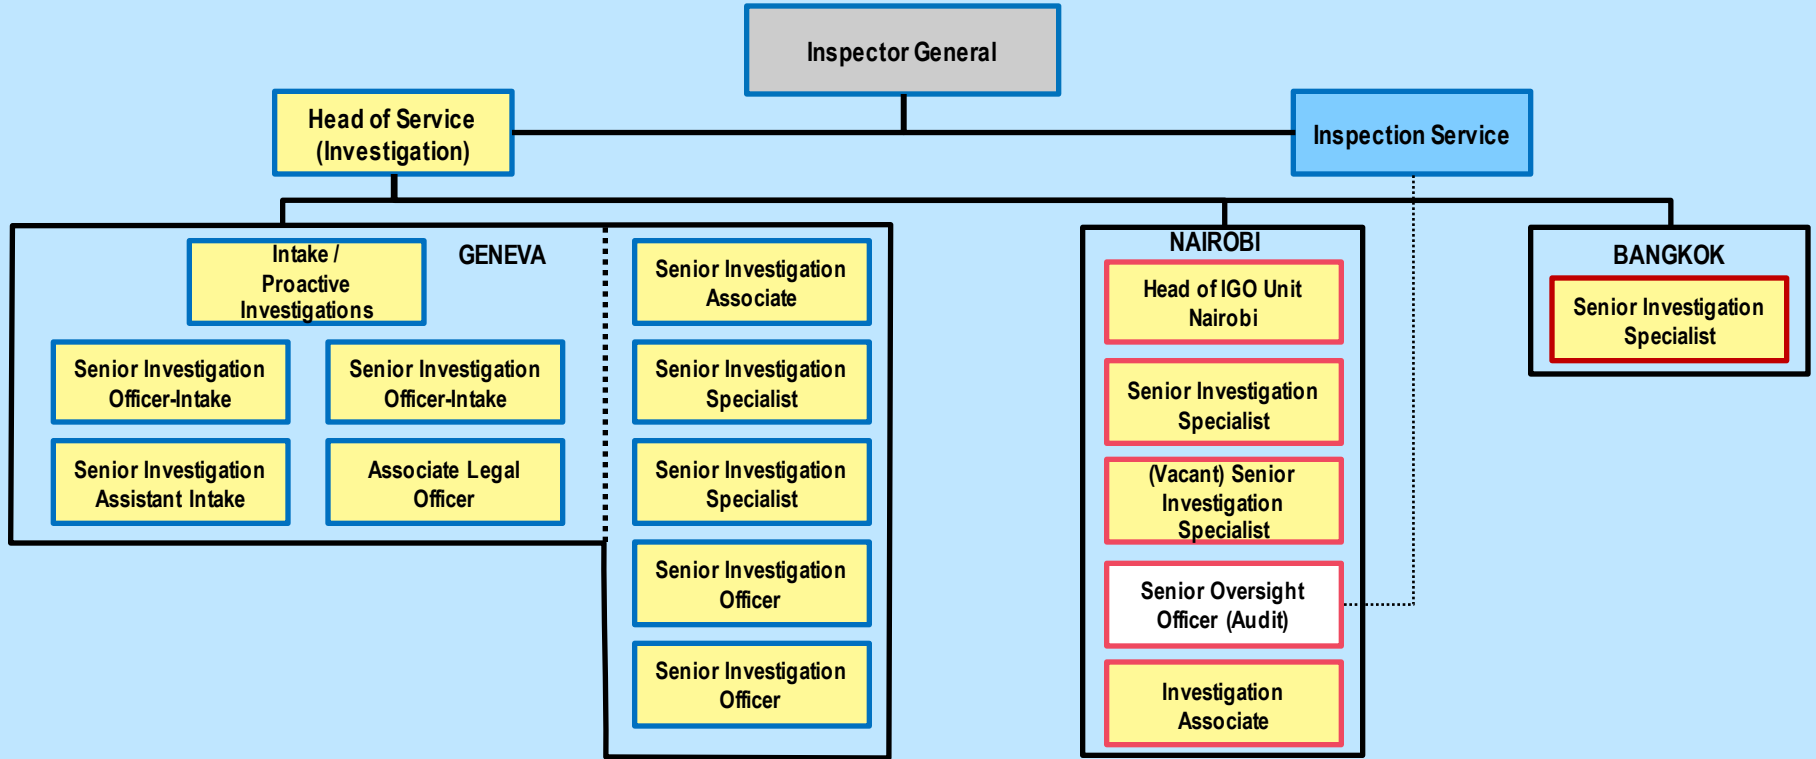 Inspector General
Head of Service
(Investigation)
Inspection Service
GENEVA
Intake /
Proactive
Investigations
Senior Investigation
Officer-Intake
Senior Investigation
Officer-Intake
Senior Investigation
Assistant Intake
Associate Legal
Officer
Senior Investigation
Associate
Senior Investigation
Specialist
Senior Investigation
Specialist
Senior Investigation
Officer
Senior Investigation
Officer
NAIROBI
Head of IGO Unit
Nairobi
Senior Investigation
Specialist
(Vacant) Senior
Investigation
Specialist
Senior Oversight
Officer (Audit)
Investigation
Associate
BANGKOK
Senior Investigation
Specialist